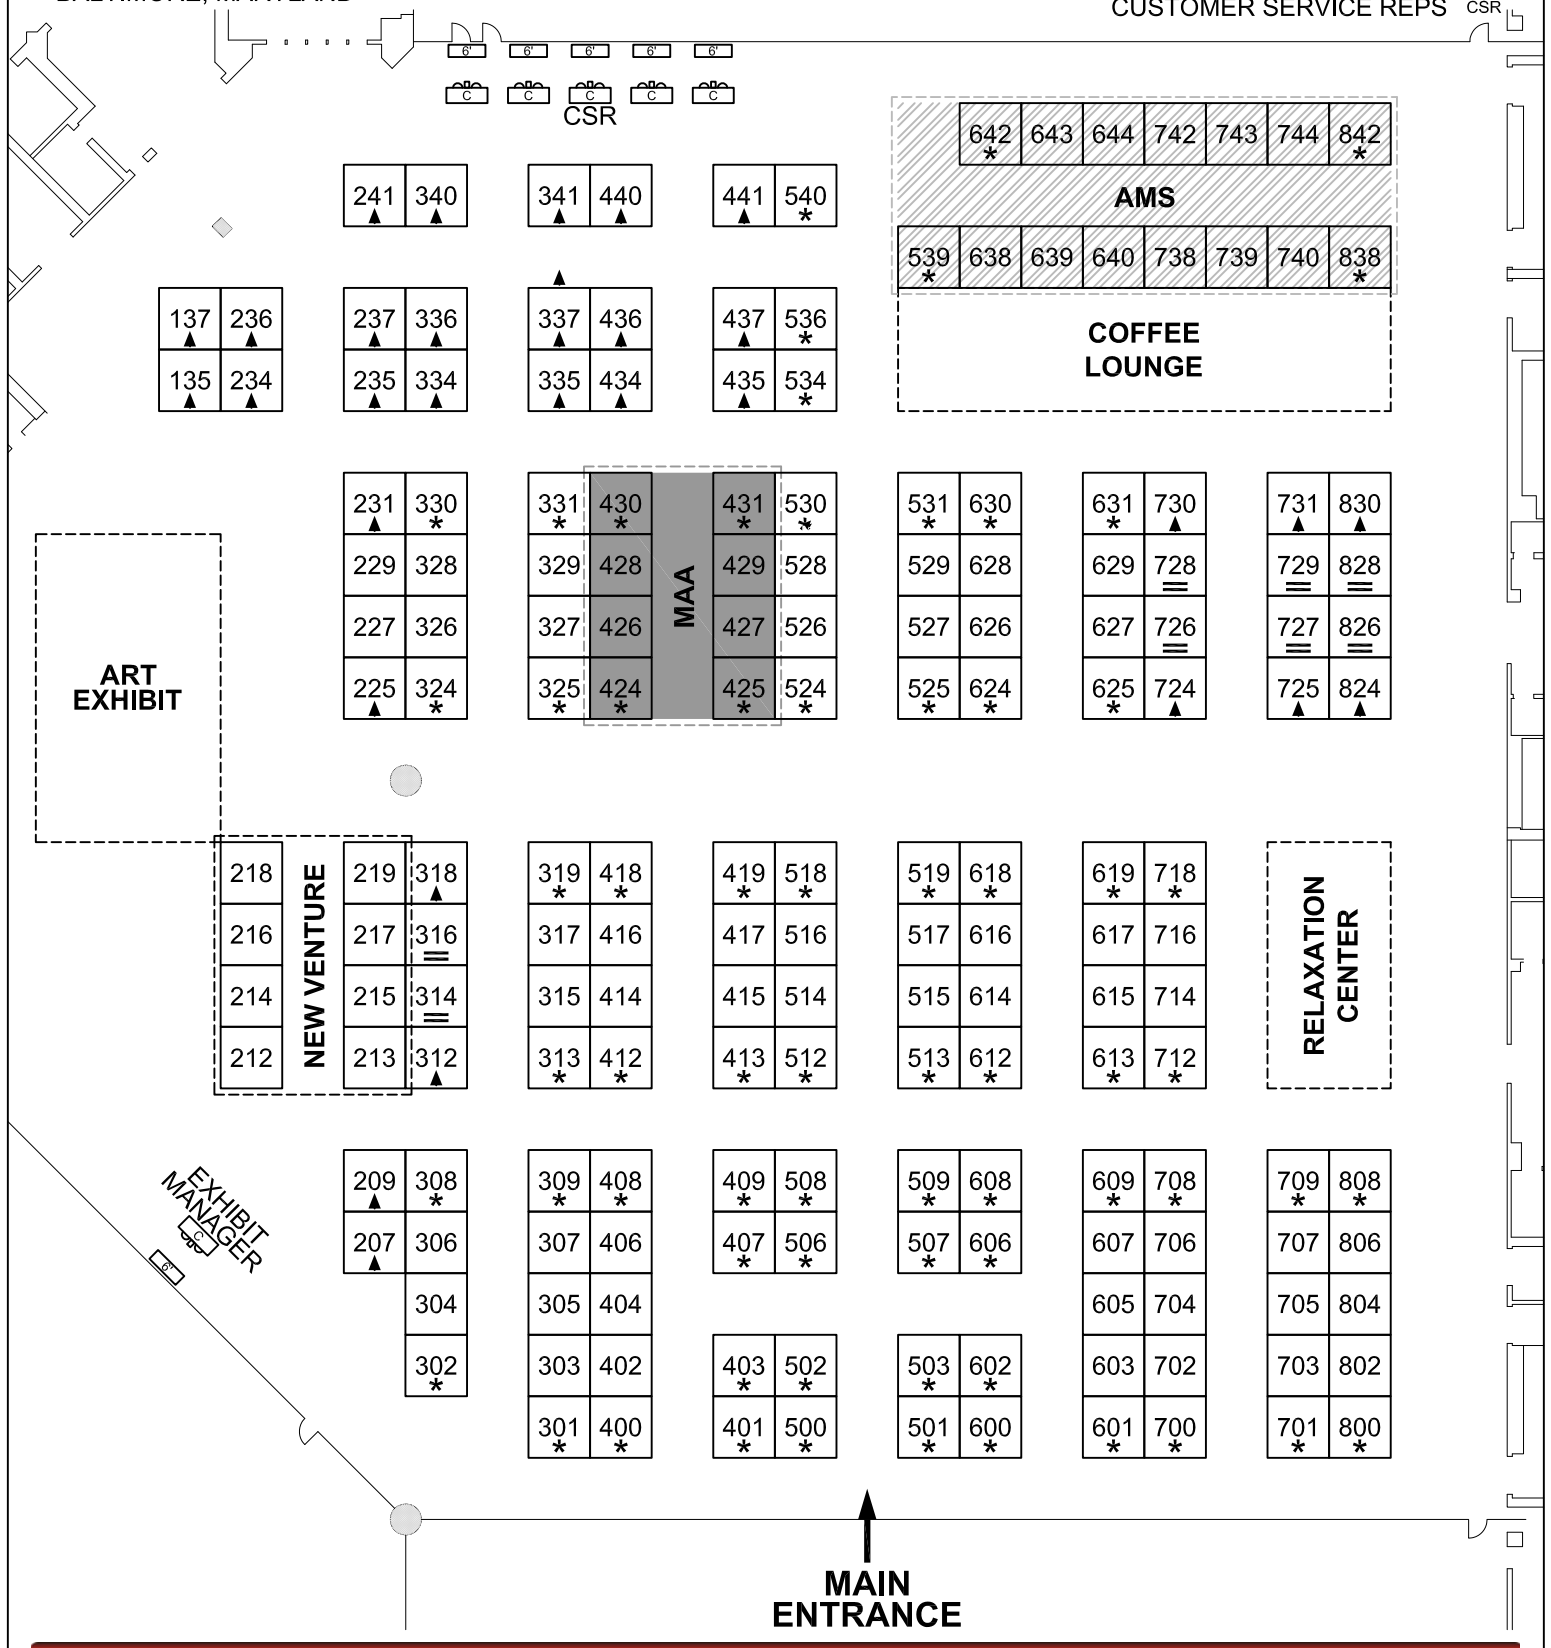 CUSTOMER SERVICE REPS CSR
6' 6' 6' 6' 6'
C C C C C
CSR
642 643 644 742 743 744 842
* *
241 340 341 440 441 540
*
AMS
539 638 639 640 738 739 740 838
* *
137 236 237 336 337 436 437 536
*
COFFEE
LOUNGE
135 234 235 334 335 434 435 534
*
231 330 331 430 431 530 531 630 631 730 731 830
* * * * * * * *
229 328 329 428 429 528 529 628 629 728 729 828
MAA
227 326 327 426 427 526 527 626 627 726 727 826
ART
EXHIBIT
225 324 325 424 425 524 525 624 625 724 725 824
* * * * * * * *
218 219 318 319 418 419 518 519 618 619 718
* * * * * * * *
216 217 316 317 416 417 516 517 616 617 716
NEW VENTURE
RELAXATION
CENTER
214 215 314 315 414 415 514 515 614 615 714
212 213 312 313 412 413 512 513 612 613 712
* * * * * * * *
209 308 309 408 409 508 509 608 609 708 709 808
* * * * * * * * * * *
EXHIBIT
MANAGER
C
6'
207 306 307 406 407 506 507 606 607 706 707 806
* * * *
304 305 404 605 704 705 804
302 303 402 403 502 503 602 603 702 703 802
* * * * *
301 400 401 500 501 600 601 700 701 800
* * * * * * * * * *
MAIN
ENTRANCE